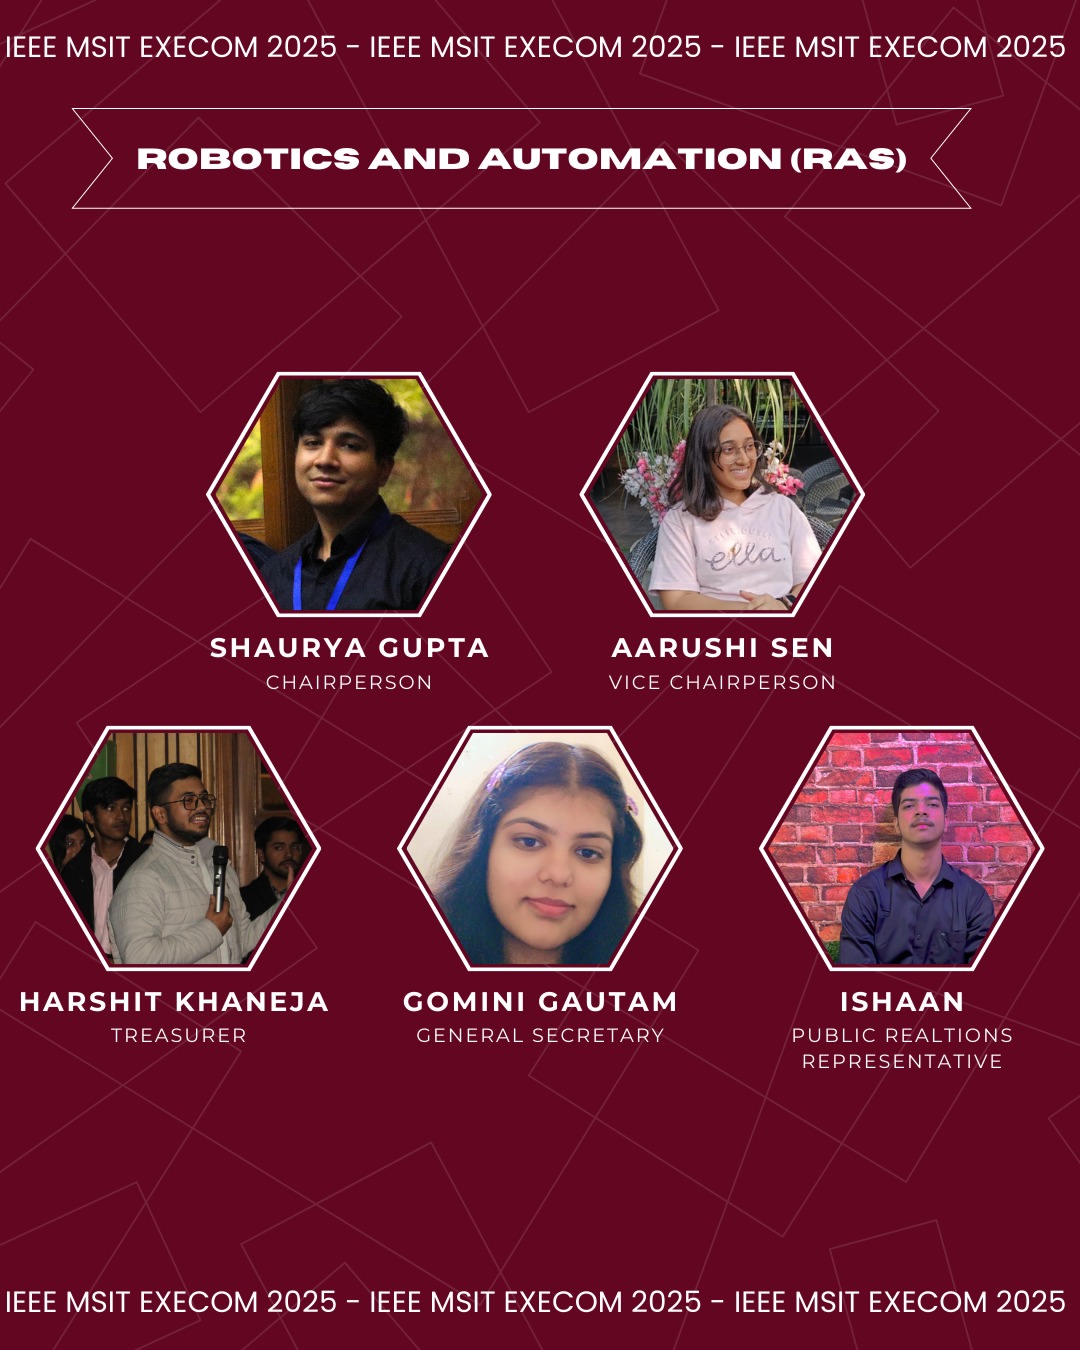 IEEE MSIT EXECOM 2025 - IEEE MSIT EXECOM 2025 - IEEE MSIT EXECOM 2025
ROBOTICS AND AUTOMATION (RAS)
ella.
SHAURYA GUPTA
CHAIRPERSON
AARUSHI SEN
VICE CHAIRPERSON
HARSHIT KHANEJA
TREASURER
GOMINI GAUTAM
GENERAL SECRETARY
ISHAAN
PUBLIC REALTIONS
REPRESENTATIVE
IEEE MSIT EXECOM 2025 - IEEE MSIT EXECOM 2025 - IEEE MSIT EXECOM 2025